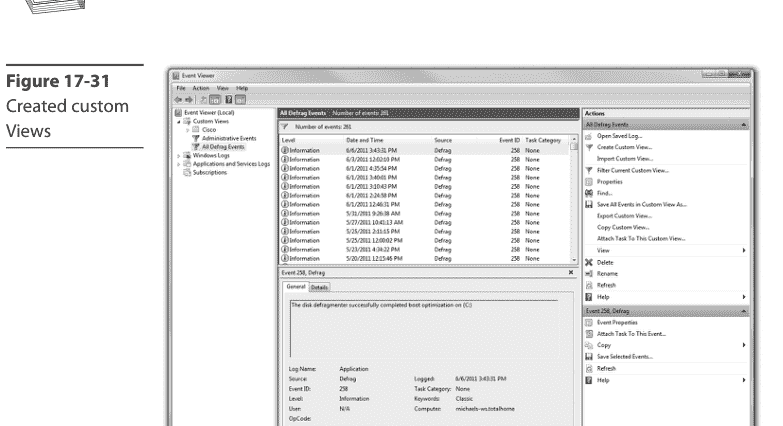 Figure 17-31
Created custom
Views
Event Viewer
File Action View Help
Event Viewer (Local)
Custom Views
Cisco
Administrative Events
All Defrag Events
Windows Logs
Applications and Services Logs
Subscriptions
All Defrag Events Number of events: 281
Number of events: 281
Level Date and Time Source Event ID Task Category
Information 6/6/2011 3:43:31 PM Defrag 258 None
Information 6/3/2011 12:02:10 PM Defrag 258 None
Information 6/1/2011 4:35:54 PM Defrag 258 None
Information 6/1/2011 3:40:01 PM Defrag 258 None
Information 6/1/2011 3:10:43 PM Defrag 258 None
Information 6/1/2011 2:24:58 PM Defrag 258 None
Information 6/1/2011 12:46:31 PM Defrag 258 None
Information 5/31/2011 9:26:38 AM Defrag 258 None
Information 5/27/2011 10:41:13 AM Defrag 258 None
Information 5/25/2011 2:11:15 PM Defrag 258 None
Information 5/25/2011 12:00:02 PM Defrag 258 None
Information 5/23/2011 4:34:22 PM Defrag 258 None
Information 5/20/2011 12:15:46 PM Defrag 258 None
Event 258, Defrag
General Details
The disk defragmenter successfully completed boot optimization on (C:)
Log Name: Application
Source: Defrag Logged: 6/6/2011 3:43:31 PM
Event ID: 258 Task Category: None
Level: Information Keywords: Classic
User: N/A Computer: michaels-ws.totalhome
OpCode:
Actions
All Defrag Events
Open Saved Log...
Create Custom View...
Import Custom View...
Filter Current Custom View...
Properties
Find...
Save All Events in Custom View As...
Export Custom View...
Copy Custom View...
Attach Task To This Custom View...
View
Delete
Rename
Refresh
Help
Event 258, Defrag
Event Properties
Attach Task To This Event...
Copy
Save Selected Events...
Refresh
Help